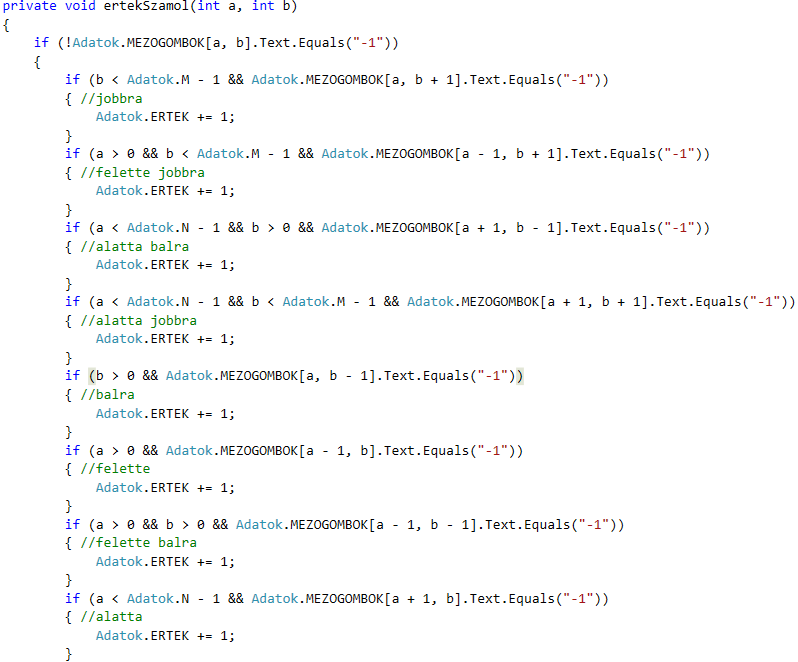 private void ertekSzamol(int a, int b)
{
    if (!Adatok.MEZOGOMBOK[a, b].Text.Equals("-1"))
    {
        if (b < Adatok.M - 1 && Adatok.MEZOGOMBOK[a, b + 1].Text.Equals("-1"))
        { //jobbra
            Adatok.ERTEK += 1;
        }
        if (a > 0 && b < Adatok.M - 1 && Adatok.MEZOGOMBOK[a - 1, b + 1].Text.Equals("-1"))
        { //felette jobbra
            Adatok.ERTEK += 1;
        }
        if (a < Adatok.N - 1 && b > 0 && Adatok.MEZOGOMBOK[a + 1, b - 1].Text.Equals("-1"))
        { //alatta balra
            Adatok.ERTEK += 1;
        }
        if (a < Adatok.N - 1 && b < Adatok.M - 1 && Adatok.MEZOGOMBOK[a + 1, b + 1].Text.Equals("-1"))
        { //alatta jobbra
            Adatok.ERTEK += 1;
        }
        if (b > 0 && Adatok.MEZOGOMBOK[a, b - 1].Text.Equals("-1"))
        { //balra
            Adatok.ERTEK += 1;
        }
        if (a > 0 && Adatok.MEZOGOMBOK[a - 1, b].Text.Equals("-1"))
        { //felette
            Adatok.ERTEK += 1;
        }
        if (a > 0 && b > 0 && Adatok.MEZOGOMBOK[a - 1, b - 1].Text.Equals("-1"))
        { //felette balra
            Adatok.ERTEK += 1;
        }
        if (a < Adatok.N - 1 && Adatok.MEZOGOMBOK[a + 1, b].Text.Equals("-1"))
        { //alatta
            Adatok.ERTEK += 1;
        }